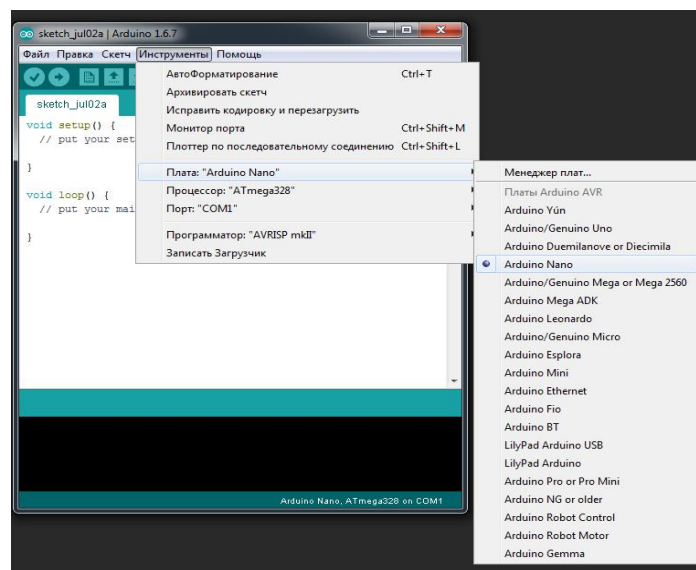 sketch_jul02a | Arduino 1.6.7
Файл Правка Скетч Инструменты Помощь
sketch_jul02a
void setup() {
// put your set
}
void loop() {
// put your mai
}
АвтоФорматирование Ctrl+T
Архивировать скетч
Исправить кодировку и перезагрузить
Монитор порта Ctrl+Shift+M
Плоттер по последовательному соединению Ctrl+Shift+L
Плата: "Arduino Nano"
Процессор: "ATmega328"
Порт: "COM1"
Программатор: "AVRISP mkII"
Записать Загрузчик
Менеджер плат...
Платы Arduino AVR
Arduino Yún
Arduino/Genuino Uno
Arduino Duemilanove or Diecimila
Arduino Nano
Arduino/Genuino Mega or Mega 2560
Arduino Mega ADK
Arduino Leonardo
Arduino/Genuino Micro
Arduino Esplora
Arduino Mini
Arduino Ethernet
Arduino Fio
Arduino BT
LilyPad Arduino USB
LilyPad Arduino
Arduino Pro or Pro Mini
Arduino NG or older
Arduino Robot Control
Arduino Robot Motor
Arduino Gemma
Arduino Nano, ATmega328 on COM1